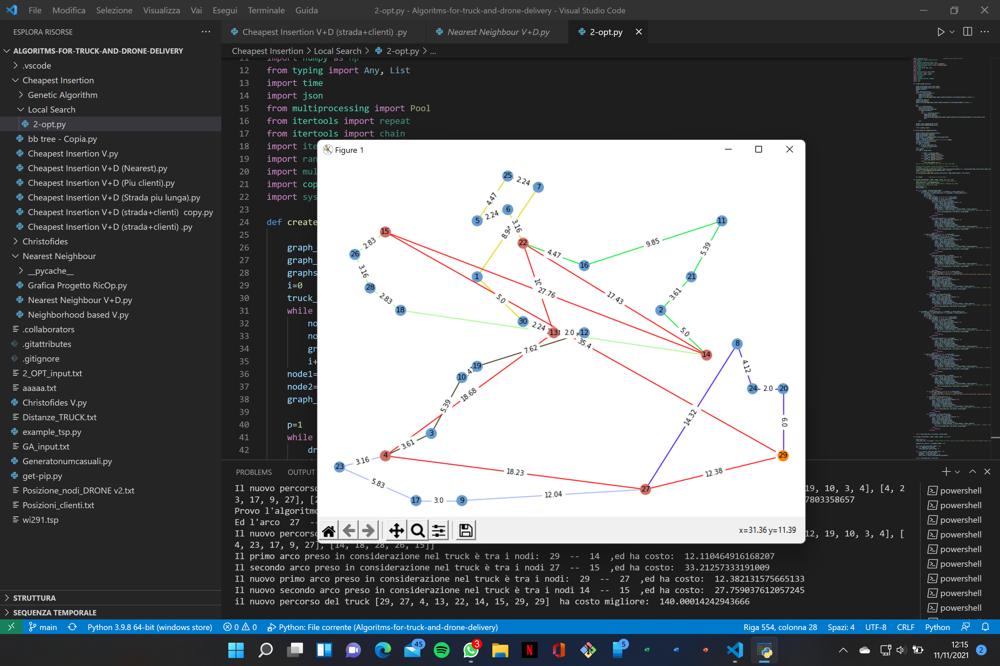 File Modifica Selezione Visualizza Vai Esegui Terminale Guida
2-opt.py - Algoritms-for-truck-and-drone-delivery - Visual Studio Code
ESPLORA RISORSE
ALGORITMS-FOR-TRUCK-AND-DRONE-DELIVERY
.vscode
Cheapest Insertion
Genetic Algorithm
Local Search
2-opt.py
bb tree - Copia.py
Cheapest Insertion V.py
Cheapest Insertion V+D (Nearest).py
Cheapest Insertion V+D (Piu clienti).py
Cheapest Insertion V+D (Strada piu lunga).py
Cheapest Insertion V+D (strada+clienti) copy.py
Cheapest Insertion V+D (strada+clienti) .py
Christofides
Nearest Neighbour
__pycache__
Grafica Progetto RicOp.py
Nearest Neighbour V+D.py
Neighborhood based V.py
.collaborators
.gitattributes
.gitignore
2_OPT_input.txt
aaaaa.txt
Christofides V.py
Distanze_TRUCK.txt
example_tsp.py
GA_input.txt
Generatonumcasuali.py
get-pip.py
Posizione_nodi_DRONE v2.txt
Posizioni_clienti.txt
wi291.tsp
STRUTTURA
SEQUENZA TEMPORALE
Cheapest Insertion V+D (strada+clienti) .py
Nearest Neighbour V+D.py
2-opt.py
Cheapest Insertion > Local Search > 2-opt.py > ...
11 import numpy as np
12 from typing import Any, List
13 import time
14 import json
15 from multiprocessing import Pool
16 from itertools import repeat
17 from itertools import chain
18 import ite
19 import ran
20 import mul
21 import cop
22 import sys
23
24 def create
25
26 graph_
27 graph_
28 graphs
29 i=0
30 truck_
31 while
32 no
33 no
34 gr
35 i+
36 node1=
37 node2=
38 graph_
39
40 p=1
41 while
42 dr
Figure 1
25
2.24
7
4.47
6
5
2.24
3.16
8.94
11
15
22
2.83
9.85
5.39
26
4.47
16
3.16
1
21
10
28
27.76
2.83
5.0
17.43
3.61
18
2
30
2.24
13
2.0
12
5.0
35.4
8
7.62
14
19
4.12
10
18.68
24
2.0
20
5.39
14.32
6.0
3
3.61
4
29
3.16
23
18.23
12.38
5.83
27
12.04
17
3.0
9
x=31.36 y=11.39
PROBLEMS OUTPUT
Il nuovo percorso
19, 10, 3, 4], [4, 2
3, 17, 9, 27], [2
7803358657
Provo l'algoritmo
Ed l'arco 27 --
Il nuovo percorso
12, 19, 10, 3, 4], [
4, 23, 17, 9, 27], [14, 18, 28, 26, 15]]
Il primo arco preso in considerazione nel truck è tra i nodi: 29 -- 14 ,ed ha costo: 12.110464916168207
Il secondo arco preso in considerazione nel truck è tra i nodi 27 -- 15 ,ed ha costo: 33.21257333191009
Il nuovo primo arco preso in considerazione nel truck è tra i nodi: 29 -- 27 ,ed ha costo: 12.382131575665133
Il nuovo secondo arco preso in considerazione nel truck è tra i nodi 14 -- 15 ,ed ha costo: 27.759037612057245
il nuovo percorso del truck [29, 27, 4, 13, 22, 14, 15, 29, 29] ha costo migliore: 140.00014242943666
powershell
powershell
powershell
powershell
powershell
powershell
powershell
powershell
powershell
main Python 3.9.8 64-bit (windows store) 0 0 Python: File corrente (Algoritms-for-truck-and-drone-delivery)
Riga 554, colonna 28 Spazi: 4 UTF-8 CRLF Python
45
3
N
5
12:15
11/11/2021
2